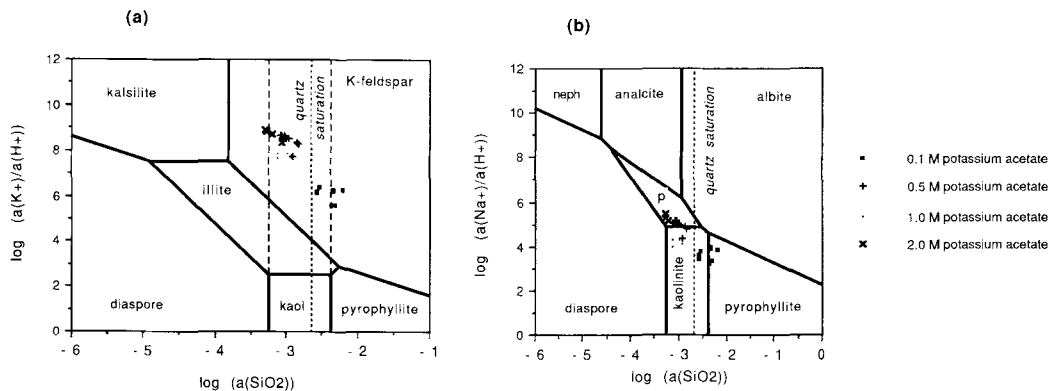 (a)
12
10
8
6
4
2
0
log (a(K+)/a(H+))
kalsilite
K-feldspar
quartz
saturation
illite
diaspore
kaol
pyrophyllite
- 6
- 5
- 4
- 3
- 2
- 1
log (a(SiO2))
(b)
12
10
8
6
4
2
0
log (a(Na+)/a(H+))
neph
analcite
albite
quartz saturation
p
kaolinite
diaspore
pyrophyllite
- 6
- 5
- 4
- 3
- 2
- 1
0
log (a(SiO2))
0.1 M potassium acetate
0.5 M potassium acetate
1.0 M potassium acetate
2.0 M potassium acetate